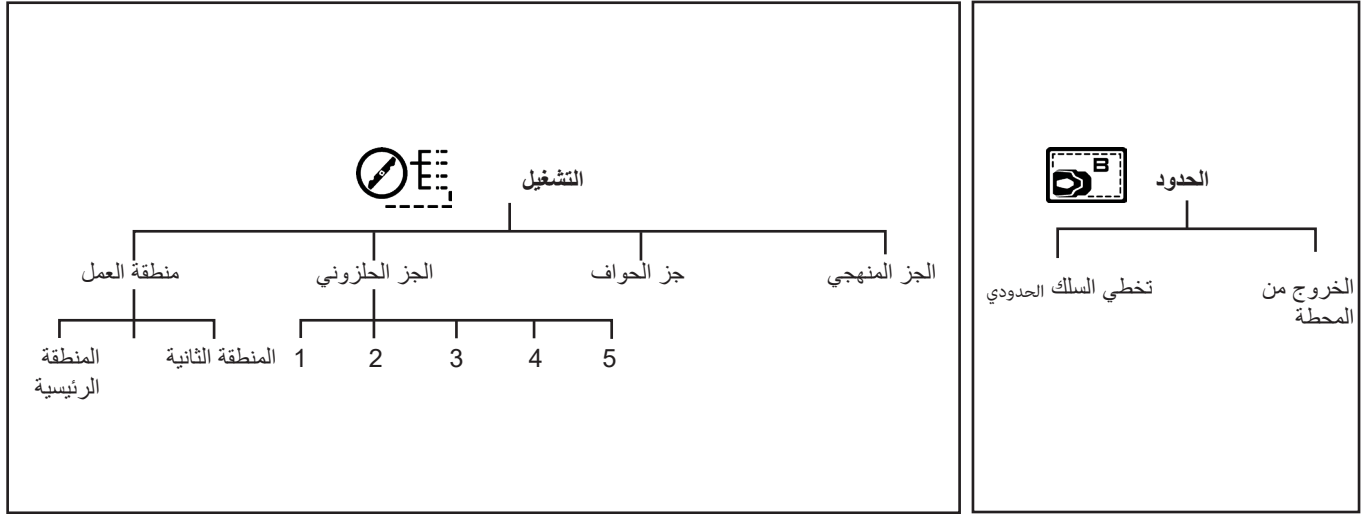 التشغيل
منطقة العمل
الجز الحلزوني
جز الحواف
الجز المنهجي
المنطقة
الرئيسية
المنطقة الثانية
1 2 3 4 5
B
الحدود
تخطي السلك الحدودي
الخروج من
المحطة